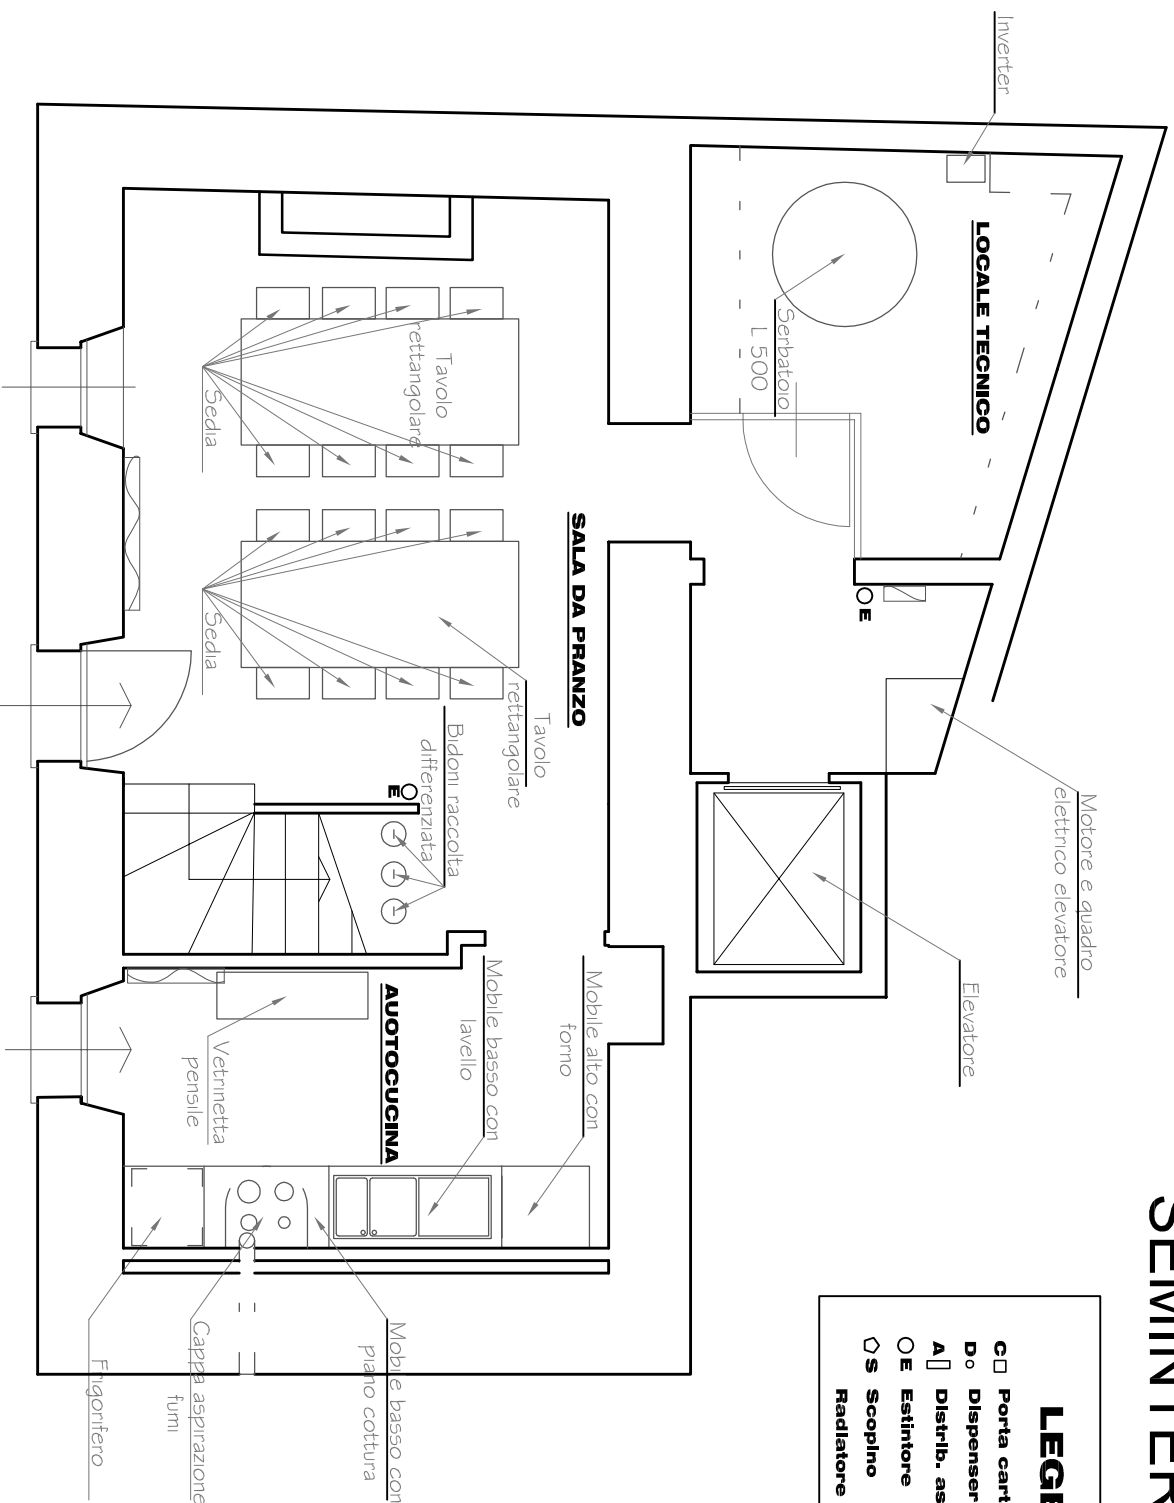 SEMINTER
Inverter
LOCALE TECNICO
Serbatoio
L 500
Tavolo
rettangolare
Sedia
SALA DA PRANZO
E
Sedia
Tavolo
rettangolare
Bidoni raccolta
differenziata
E
Motore e quadro
elettrico elevatore
Elevatore
AUOTOCUCINA
Mobile basso con
lavello
Mobile alto con
forno
Vetrinetta
pensile
Mobile basso con
piano cottura
Cappa aspirazione
fumi
Frigorifero
LEGE
C Porta cart
D Dispenser
A Distrib. as
E Estintore
S Scopino
Radiatore